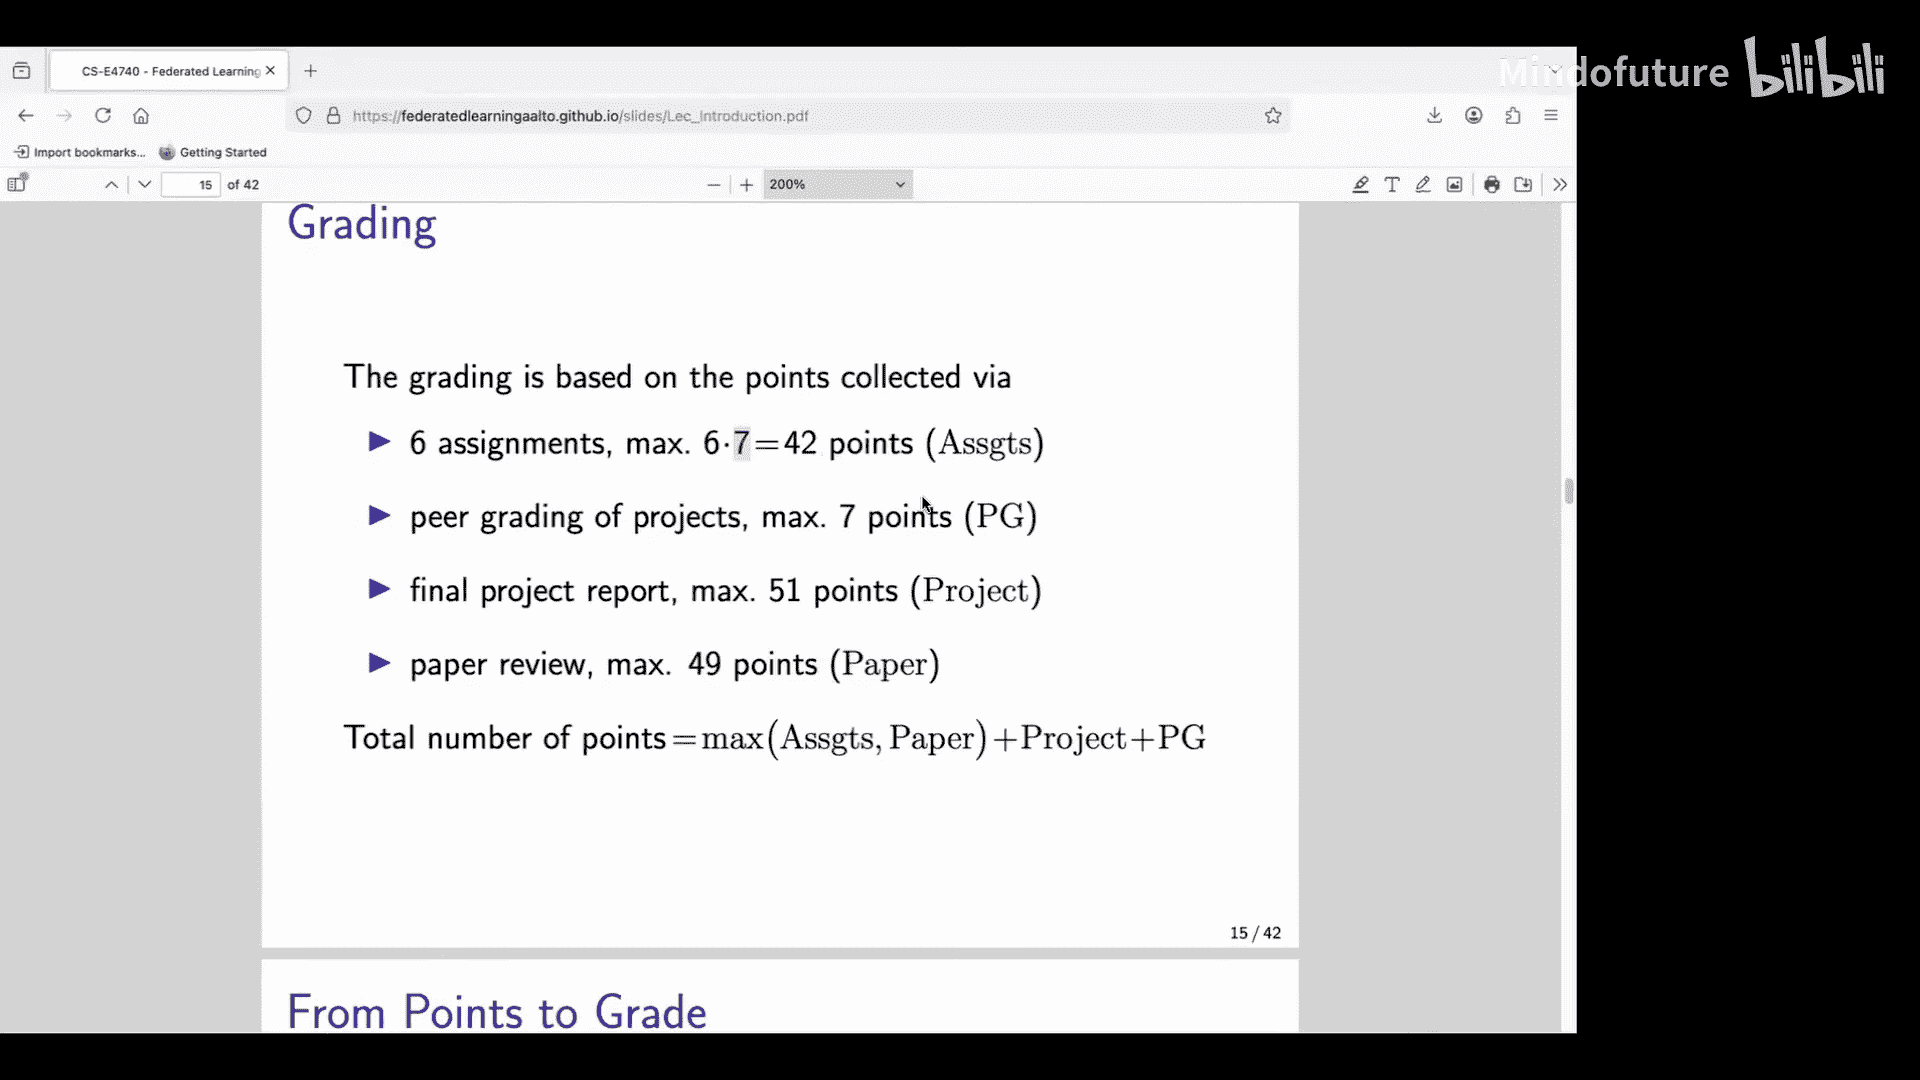 Mindofuture bilibili
CS-E4740 - Federated Learning
https://federatedlearningaalto.github.io/slides/Lec_Introduction.pdf
Import bookmarks... Getting Started
15 of 42 200%
Grading
The grading is based on the points collected via
▶ 6 assignments, max. 6·7=42 points (Assgts)
▶ peer grading of projects, max. 7 points (PG)
▶ final project report, max. 51 points (Project)
▶ paper review, max. 49 points (Paper)
Total number of points=max(Assgts,Paper)+Project+PG
15 / 42
From Points to Grade